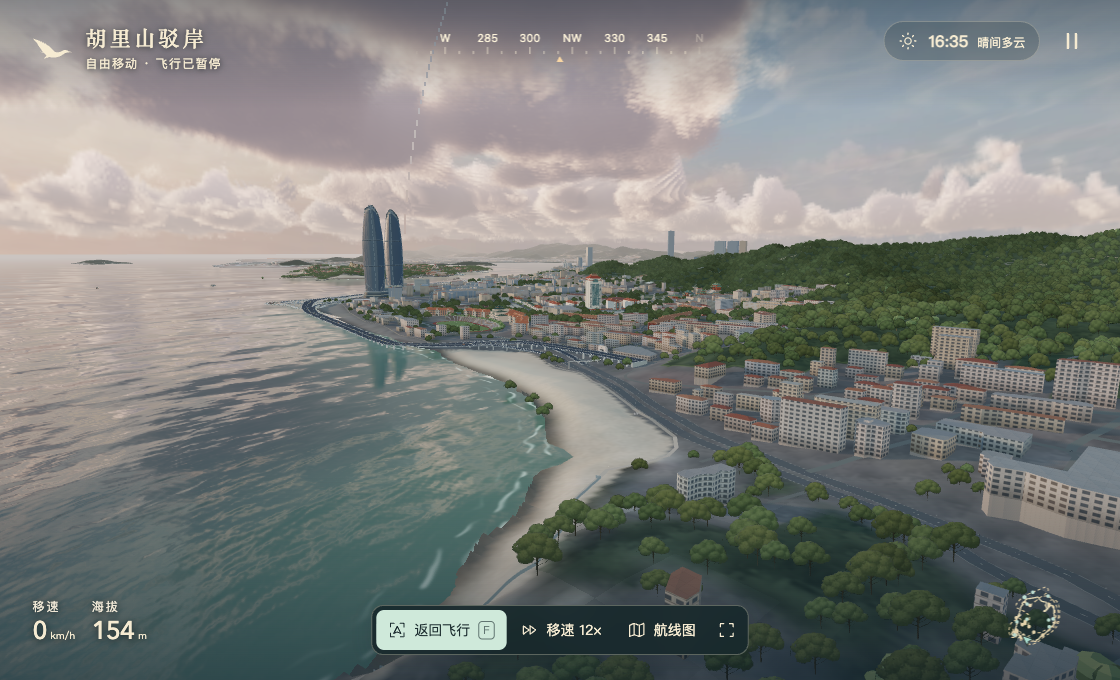 胡里山驳岸
自由移动 · 飞行已暂停
W 285 300 NW 330 345 N
16:35 晴间多云
移速 海拔
0 km/h 154 m
返回飞行 F
移速 12x
航线图